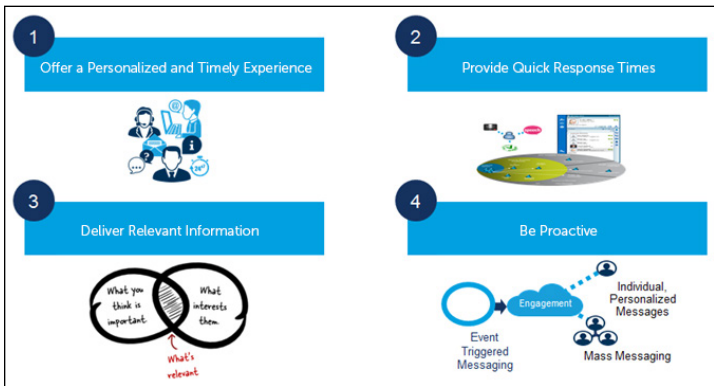 1
Offer a Personalized and Timely Experience
2
Provide Quick Response Times
3
Deliver Relevant Information
What you
think is
important.
What
interests
them.
What's
relevant
4
Be Proactive
Engagement
Event
Triggered
Messaging
Individual,
Personalized
Messages
Mass Messaging